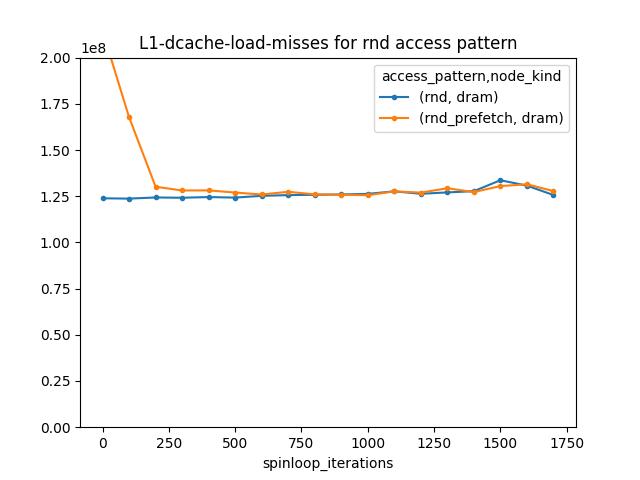 L1-dcache-load-misses for rnd access pattern
1e8
2.00
1.75
1.50
1.25
1.00
0.75
0.50
0.25
0.00
access_pattern,node_kind
(rnd, dram)
(rnd_prefetch, dram)
0 250 500 750 1000 1250 1500 1750
spinloop_iterations